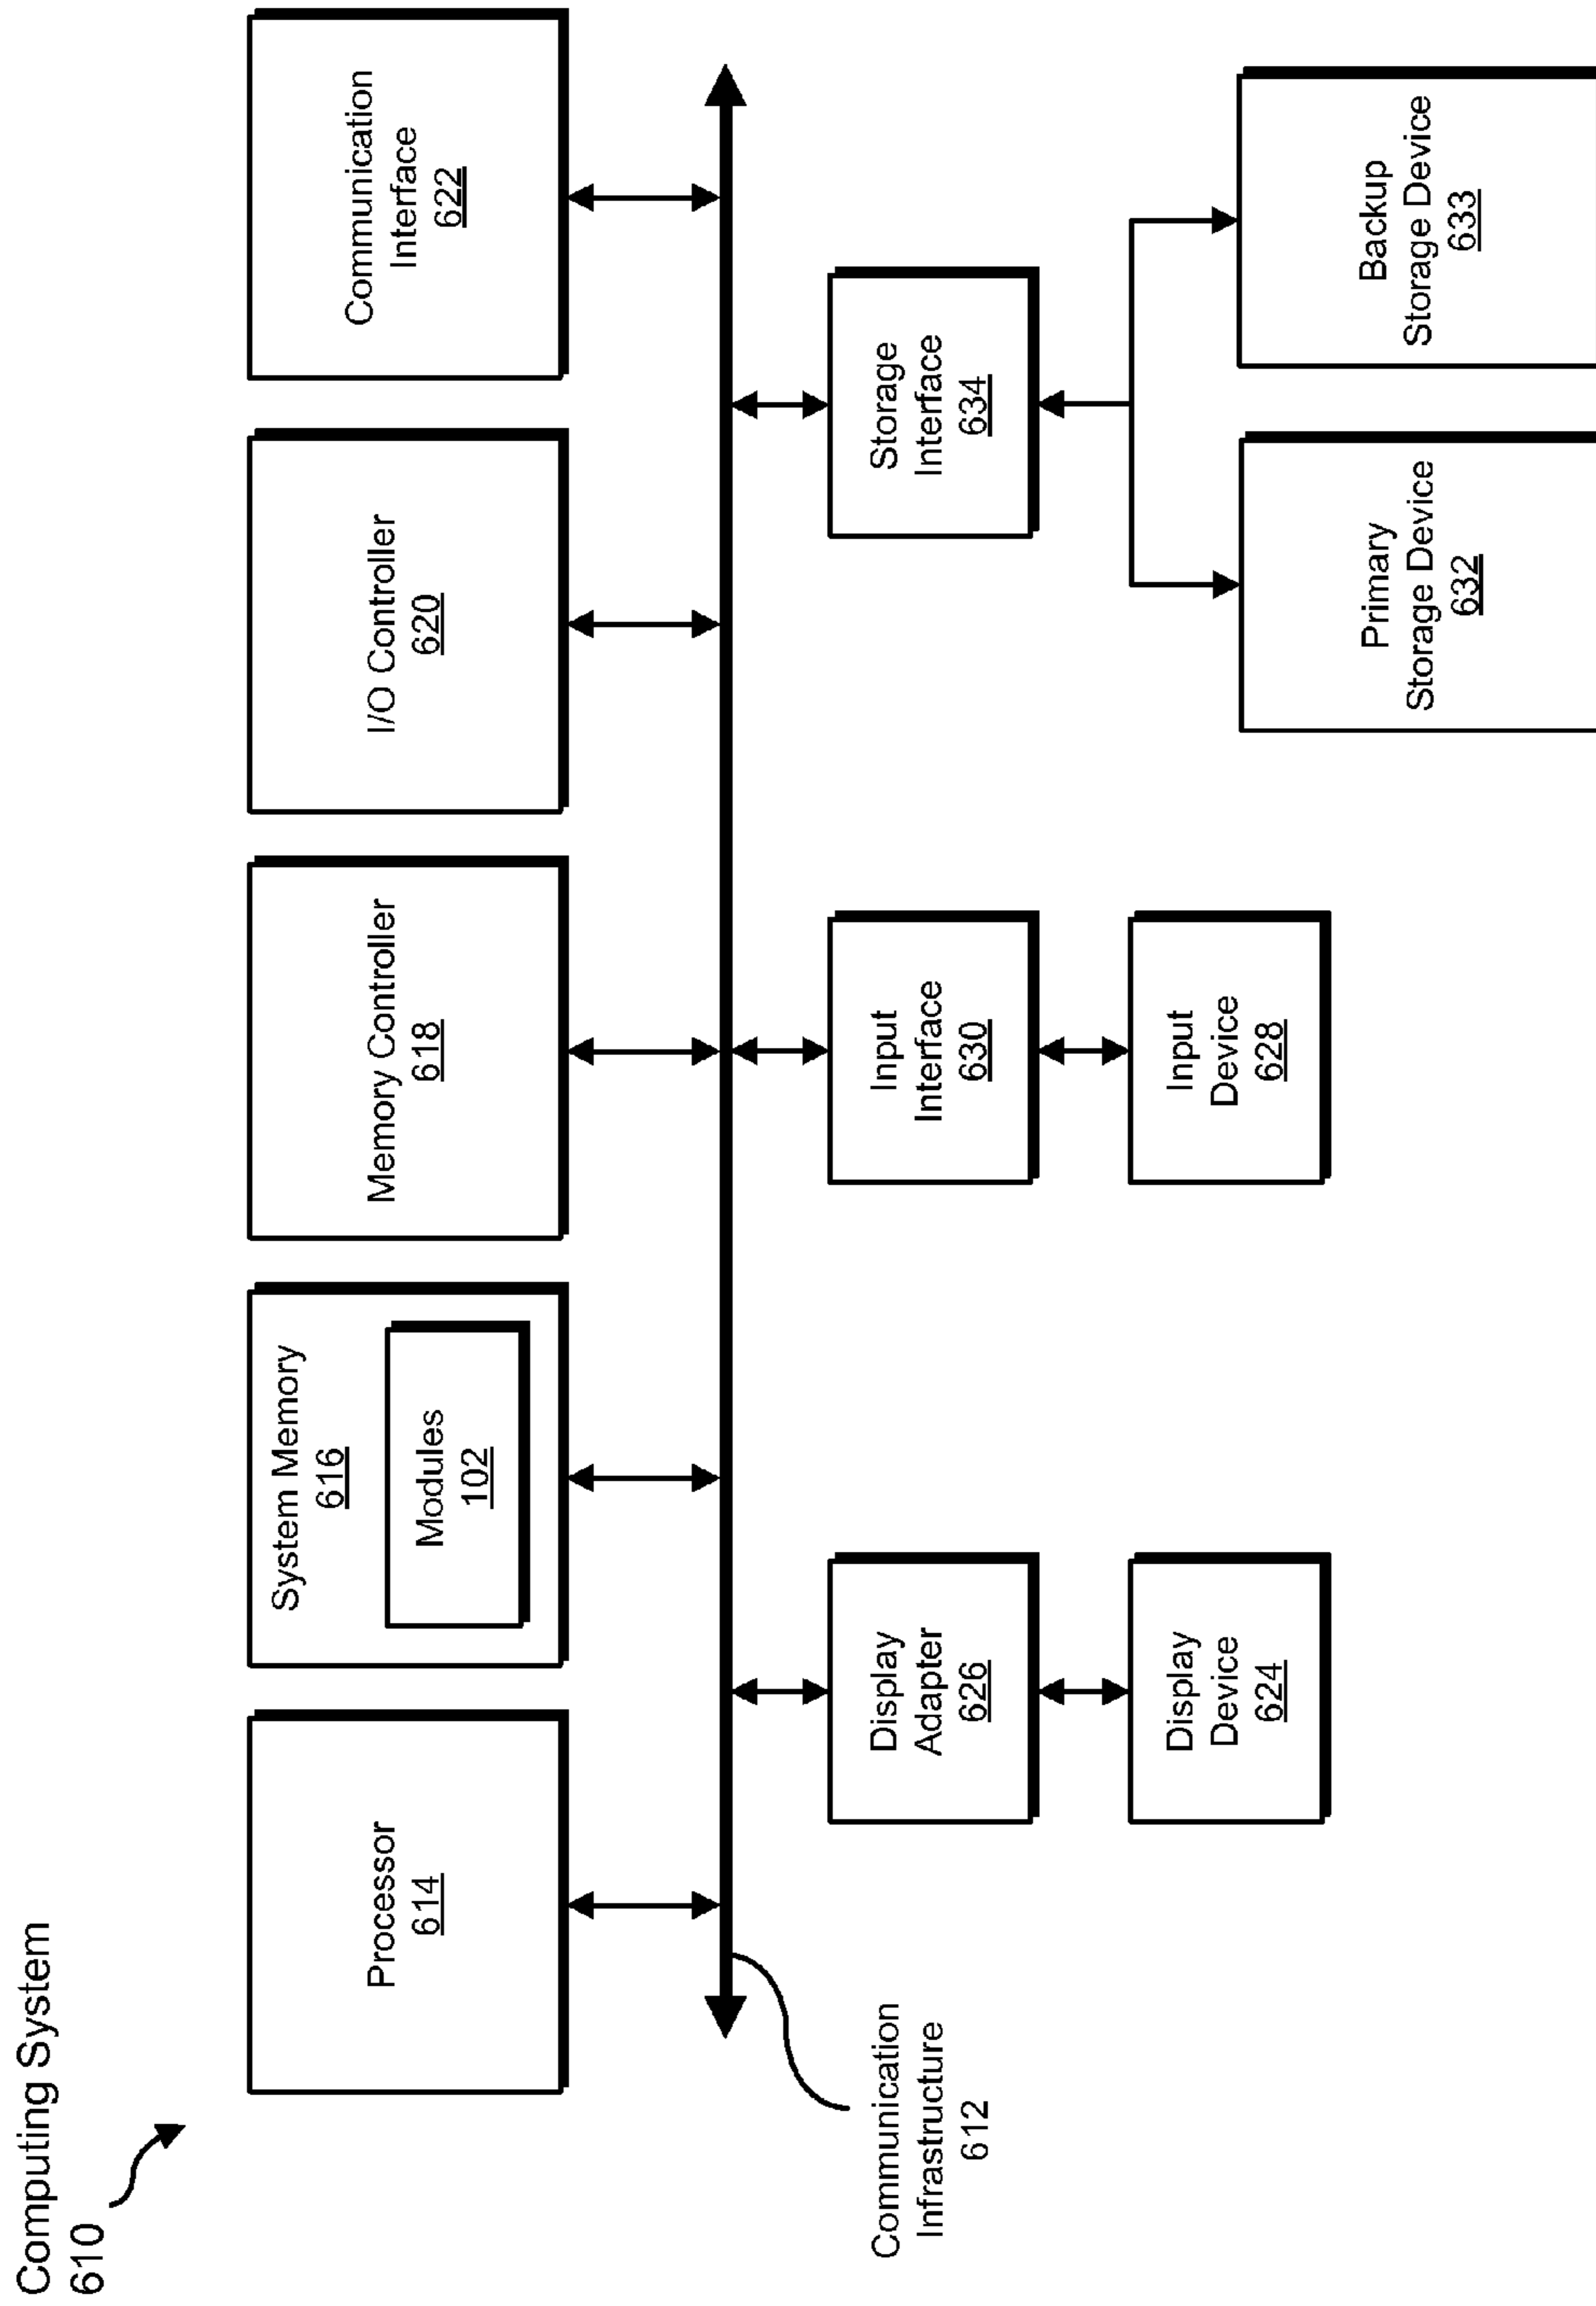 Computing System
610
Processor
614
System Memory
616
Modules
102
Memory Controller
618
I/O Controller
620
Communication
Interface
622
Communication
Infrastructure
612
Display
Adapter
626
Input
Interface
630
Storage
Interface
634
Display
Device
624
Input
Device
628
Primary
Storage Device
632
Backup
Storage Device
633